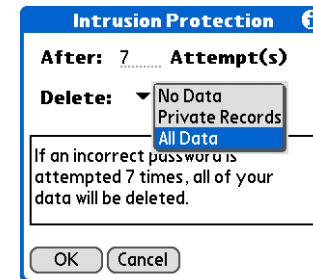 Intrusion Protection i
After: 7 Attempt(s)
Delete: No Data
Private Records
All Data
If an incorrect password is
attempted 7 times, all of your
data will be deleted.
OK Cancel